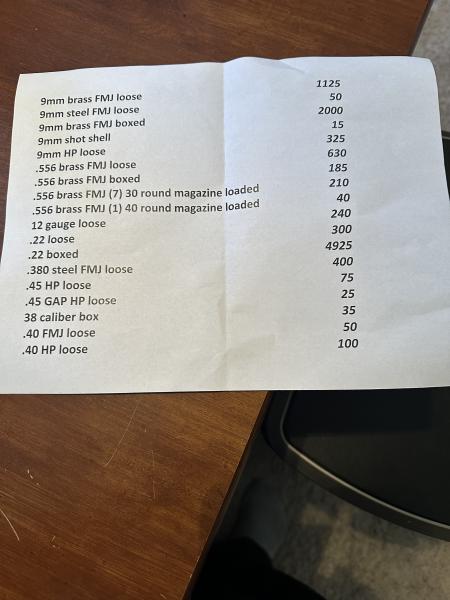 9mm brass FMJ loose 1125
9mm steel FMJ loose 50
9mm brass FMJ boxed 2000
9mm shot shell 15
9mm HP loose 325
.556 brass FMJ loose 630
.556 brass FMJ boxed 185
.556 brass FMJ (7) 30 round magazine loaded 210
.556 brass FMJ (1) 40 round magazine loaded 40
12 gauge loose 240
.22 loose 300
.22 boxed 4925
.380 steel FMJ loose 400
.45 HP loose 75
.45 GAP HP loose 25
38 caliber box 35
.40 FMJ loose 50
.40 HP loose 100